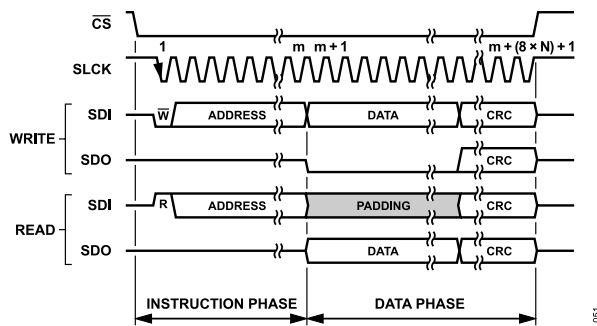 CS
1 m m + 1 m + (8 × N) + 1
SLCK
WRITE
SDI W ADDRESS DATA CRC
SDO CRC
READ
SDI R ADDRESS PADDING CRC
SDO DATA CRC
INSTRUCTION PHASE DATA PHASE
051